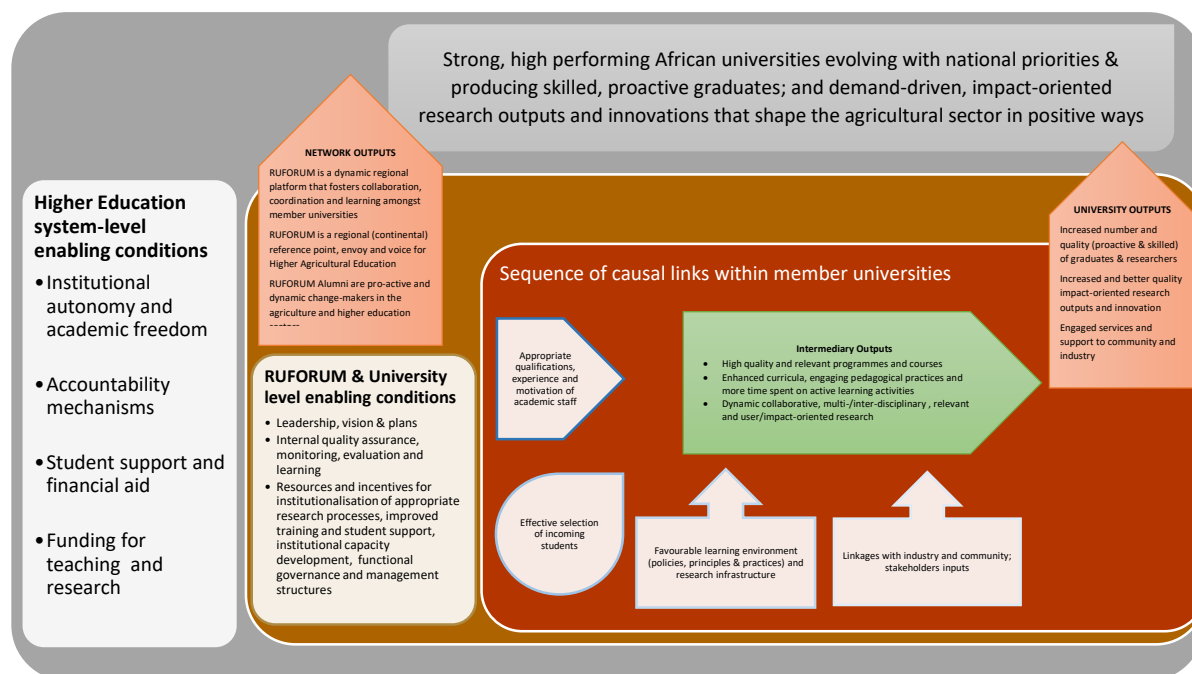 Strong, high performing African universities evolving with national priorities &
producing skilled, proactive graduates; and demand-driven, impact-oriented
research outputs and innovations that shape the agricultural sector in positive ways
Higher Education
system-level
enabling conditions
•Institutional
autonomy and
academic freedom
•Accountability
mechanisms
•Student support and
financial aid
•Funding for
teaching and
research
NETWORK OUTPUTS
RUFORUM is a dynamic regional
platform that fosters collaboration,
coordination and learning amongst
member universities
RUFORUM is a regional (continental)
reference point, envoy and voice for
Higher Agricultural Education
RUFORUM Alumni are pro-active and
dynamic change-makers in the
agriculture and higher education
RUFORUM & University
level enabling conditions
• Leadership, vision & plans
• Internal quality assurance,
monitoring, evaluation and
learning
• Resources and incentives for
institutionalisation of appropriate
research processes, improved
training and student support,
institutional capacity
development, functional
governance and management
structures
Sequence of causal links within member universities
Appropriate
qualifications,
experience and
motivation of
academic staff
Intermediary Outputs
• High quality and relevant programmes and courses
• Enhanced curricula, engaging pedagogical practices and
more time spent on active learning activities
• Dynamic collaborative, multi-/inter-disciplinary , relevant
and user/impact-oriented research
Effective selection
of incoming
students
Favourable learning environment
(policies, principles & practices) and
research infrastructure
Linkages with industry and community;
stakeholders inputs
UNIVERSITY OUTPUTS
Increased number and
quality (proactive & skilled)
of graduates & researchers
Increased and better quality
impact-oriented research
outputs and innovation
Engaged services and
support to community and
industry